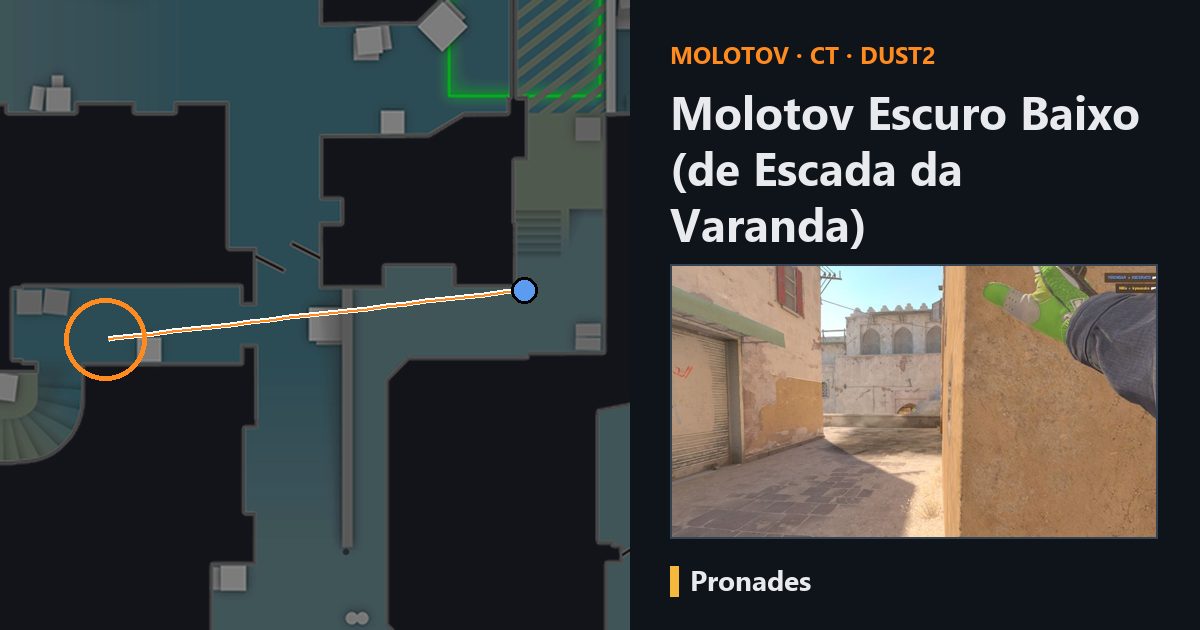 MOLOTOV · CT · DUST2
Molotov Escuro Baixo
(de Escada da
Varanda)
Pronades